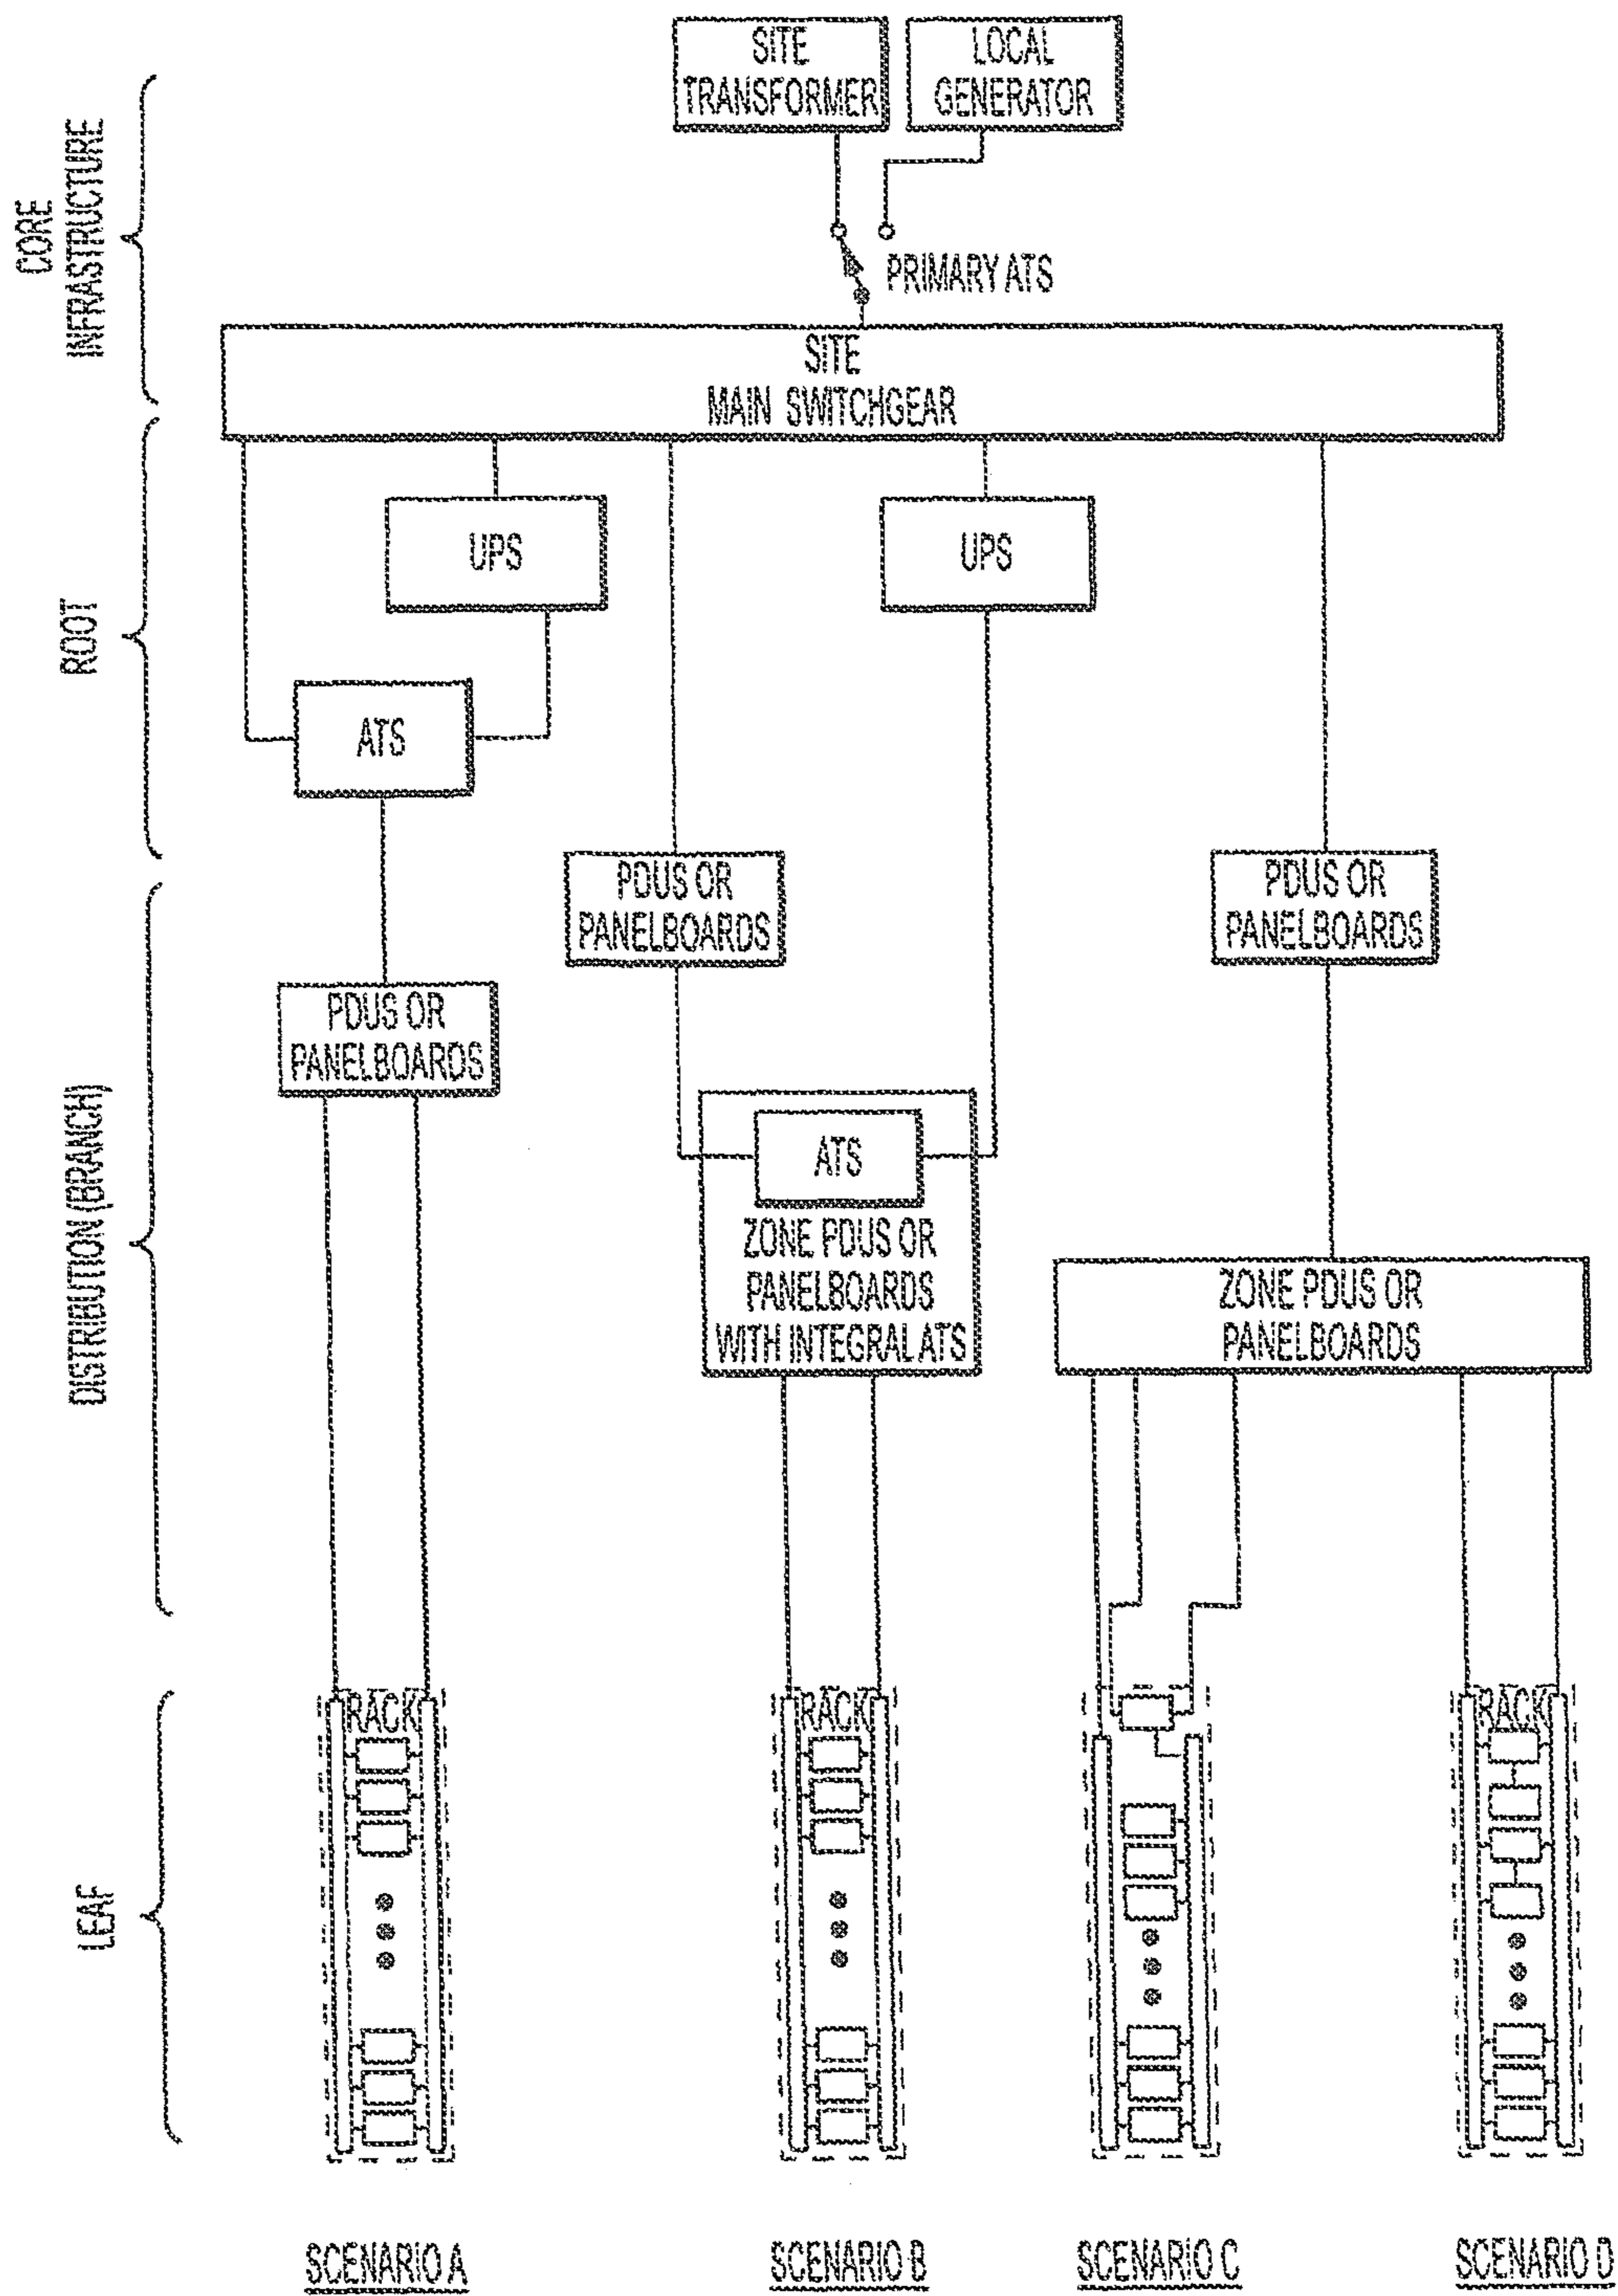 SITE
TRANSFORMER
LOCAL
GENERATOR
CORE
INFRASTRUCTURE
PRIMARY ATS
SITE
MAIN SWITCHGEAR
ROOT
UPS
UPS
ATS
PDUS OR
PANELBOARDS
PDUS OR
PANELBOARDS
PDUS OR
PANELBOARDS
DISTRIBUTION (BRANCH)
ATS
ZONE PDUS OR
PANELBOARDS
WITH INTEGRAL ATS
ZONE PDUS OR
PANELBOARDS
LEAF
RACK
RACK
RACK
SCENARIO A
SCENARIO B
SCENARIO C
SCENARIO D